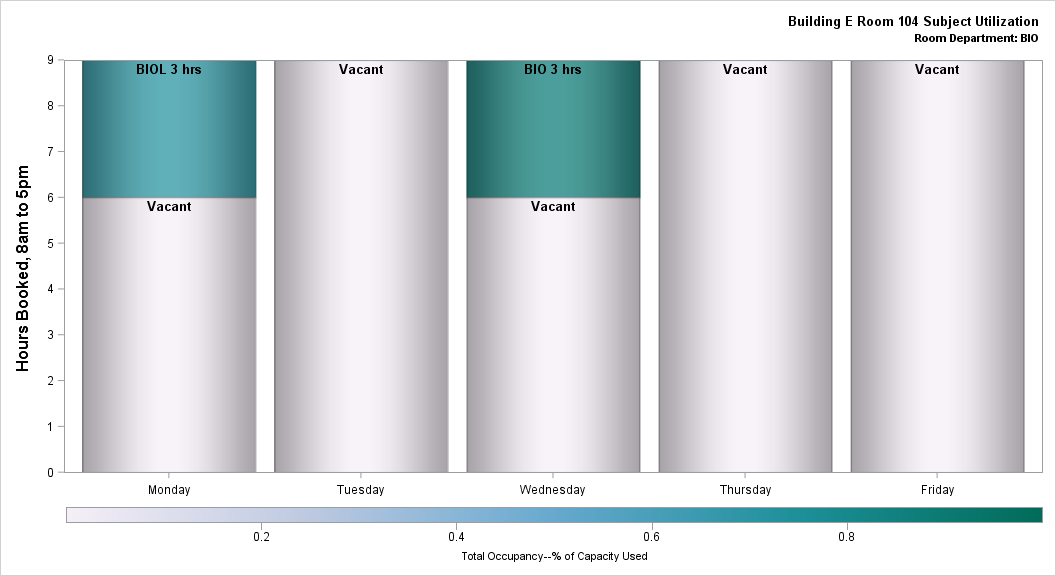 Building E Room 104 Subject Utilization
Room Department: BIO
Hours Booked, 8am to 5pm
9
8
7
6
5
4
3
2
1
0
BIOL 3 hrs
Vacant
Vacant
BIO 3 hrs
Vacant
Vacant
Vacant
Monday
Tuesday
Wednesday
Thursday
Friday
0.2
0.4
0.6
0.8
Total Occupancy--% of Capacity Used